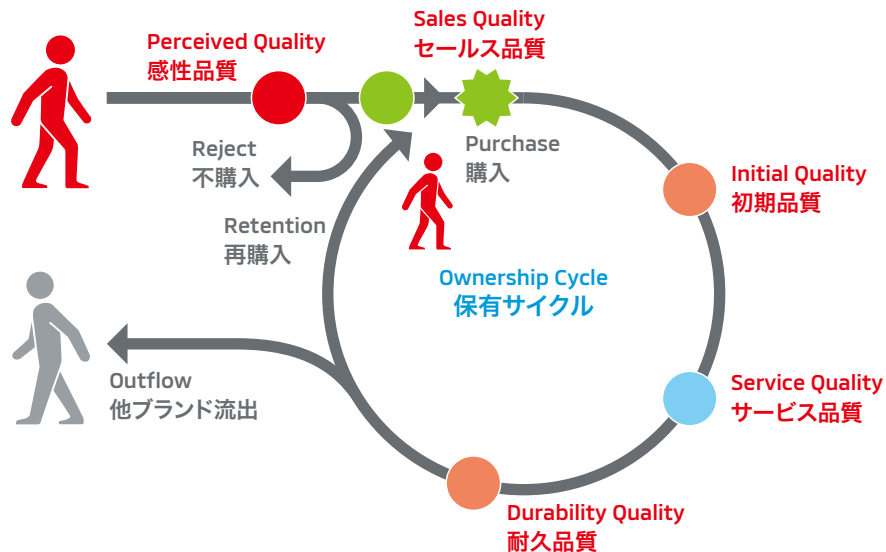 Sales Quality
セールス品質
Perceived Quality
感性品質
Purchase
購入
Reject
不購入
Initial Quality
初期品質
Retention
再購入
Ownership Cycle
保有サイクル
Outflow
他ブランド流出
Service Quality
サービス品質
Durability Quality
耐久品質